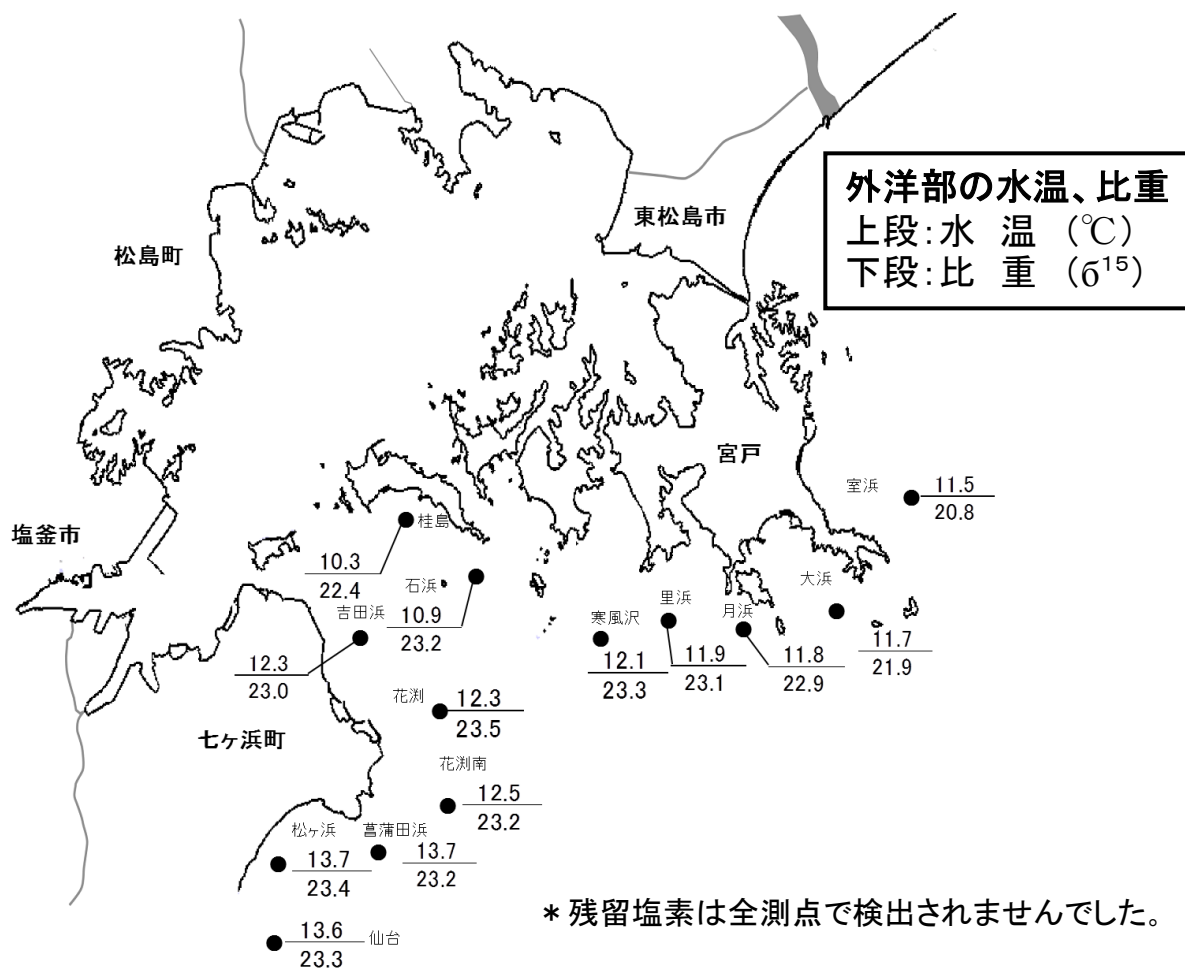 外洋部の水温、比重
上段:水 温 (℃)
下段:比 重 (б¹⁵)
東松島市
松島町
宮戸
室浜
11.5
20.8
塩釜市
桂島
10.3
22.4
石浜
10.9
23.2
大浜
11.7
21.9
吉田浜
12.3
23.0
寒風沢
12.1
23.3
里浜
11.9
23.1
月浜
11.8
22.9
花渕
12.3
23.5
七ヶ浜町
花渕南
12.5
23.2
松ヶ浜
13.7
23.4
菖蒲田浜
13.7
23.2
仙台
13.6
23.3
*残留塩素は全測点で検出されませんでした。